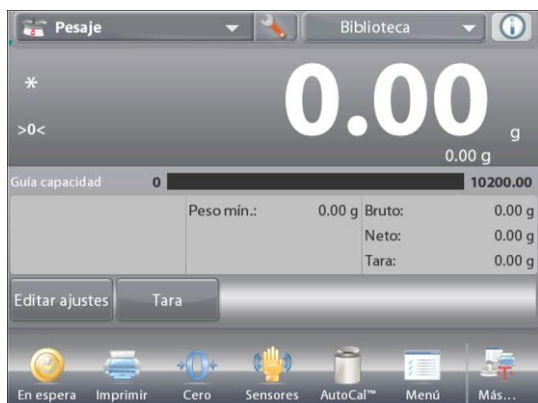 Pesaje Biblioteca
*
0.00 g
>0<
0.00 g
Guía capacidad 0 10200.00
Peso mín.: 0.00 g Bruto: 0.00 g
Neto: 0.00 g
Tara: 0.00 g
Editar ajustes Tara
En espera Imprimir Cero Sensores AutoCal™ Menú Más...